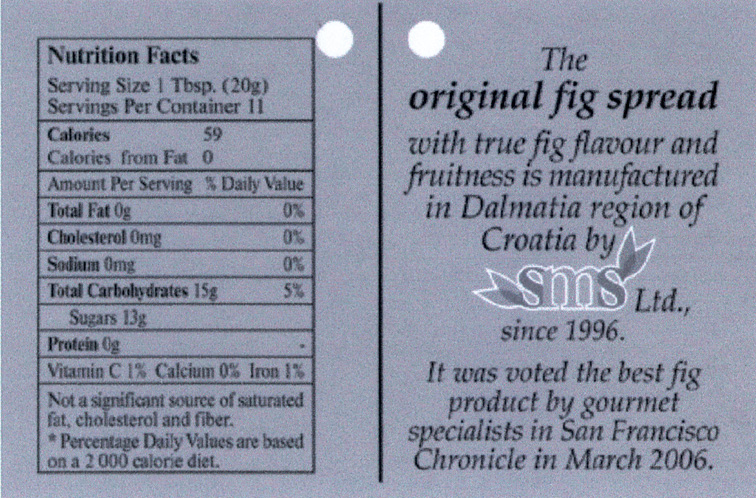 Nutrition Facts
Serving Size 1 Tbsp. (20g)
Servings Per Container 11
Calories 59
Calories from Fat 0
Amount Per Serving % Daily Value
Total Fat 0g 0%
Cholesterol 0mg 0%
Sodium 0mg 0%
Total Carbohydrates 15g 5%
Sugars 13g
Protein 0g -
Vitamin C 1% Calcium 0% Iron 1%
Not a significant source of saturated
fat, cholesterol and fiber.
* Percentage Daily Values are based
on a 2 000 calorie diet.
The
original fig spread
with true fig flavour and
fruitness is manufactured
in Dalmatia region of
Croatia by
sms Ltd.,
since 1996.
It was voted the best fig
product by gourmet
specialists in San Francisco
Chronicle in March 2006.